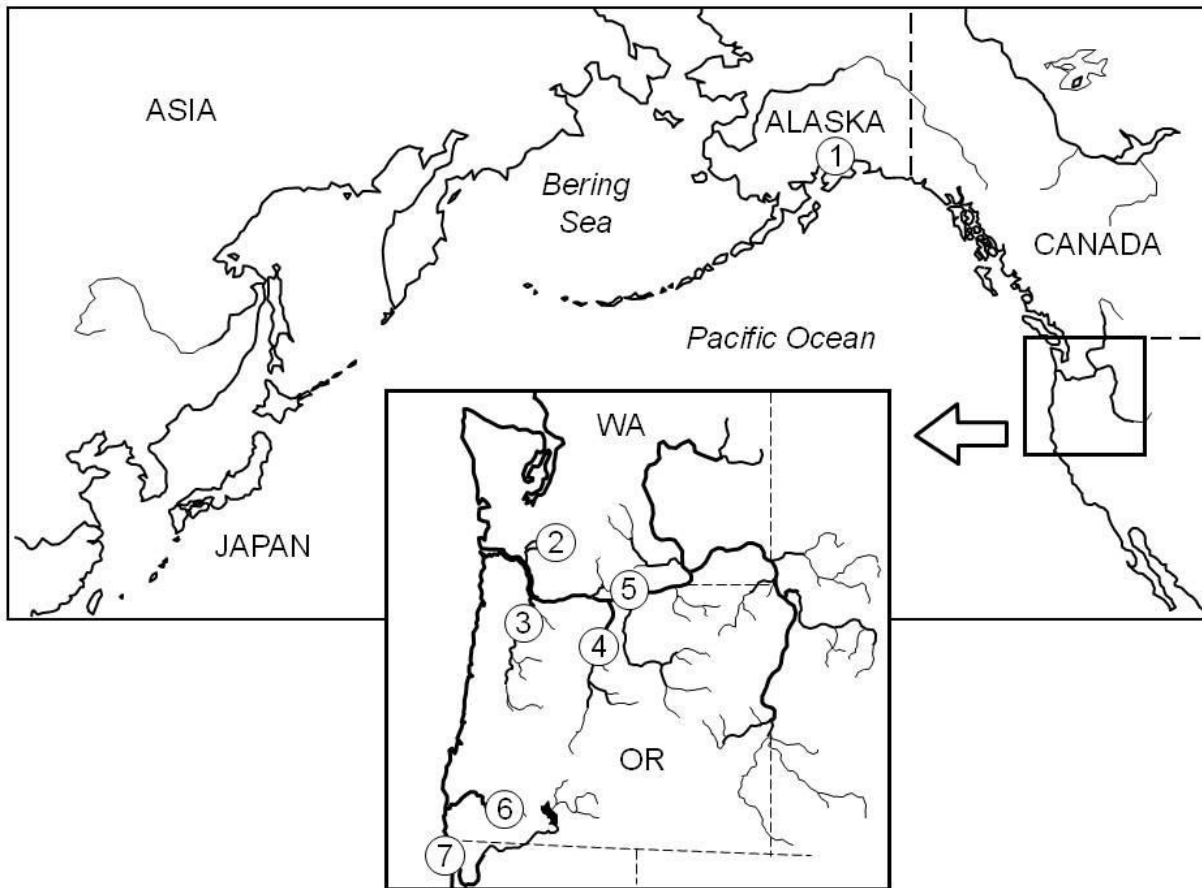 ASIA
ALASKA
1
Bering
Sea
CANADA
Pacific Ocean
JAPAN
WA
2
5
3
4
OR
6
7